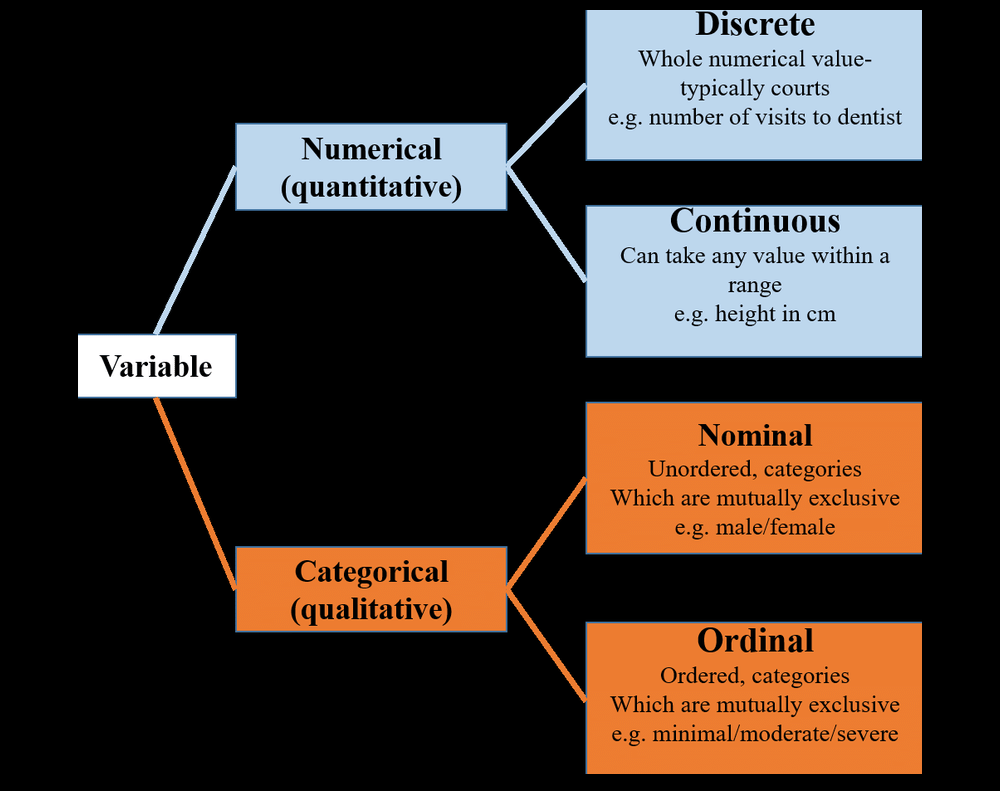 Discrete
Whole numerical value-
typically courts
e.g. number of visits to dentist
Numerical
(quantitative)
Continuous
Can take any value within a
range
e.g. height in cm
Variable
Nominal
Unordered, categories
Which are mutually exclusive
e.g. male/female
Categorical
(qualitative)
Ordinal
Ordered, categories
Which are mutually exclusive
e.g. minimal/moderate/severe